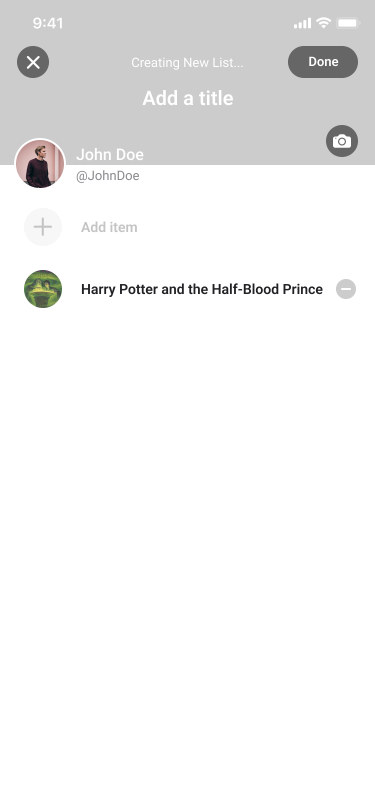 9:41
Creating New List...
Done
Add a title
John Doe
@JohnDoe
Add item
Harry Potter and the Half-Blood Prince